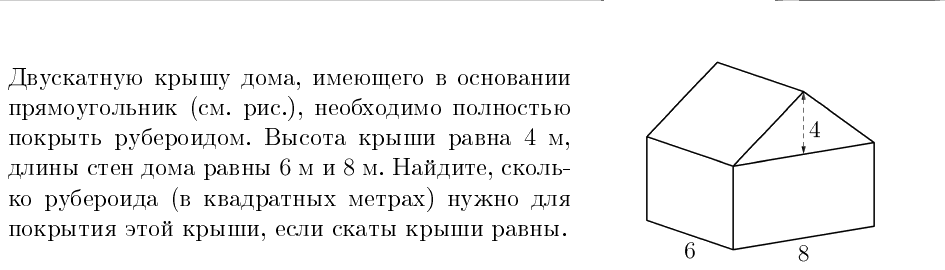 Двускатную крышу дома, имеющего в основании
прямоугольник (см. рис.), необходимо полностью
покрыть рубероидом. Высота крыши равна 4 м,
длины стен дома равны 6 м и 8 м. Найдите, сколь-
ко рубероида (в квадратных метрах) нужно для
покрытия этой крыши, если скаты крыши равны.
4
6
8